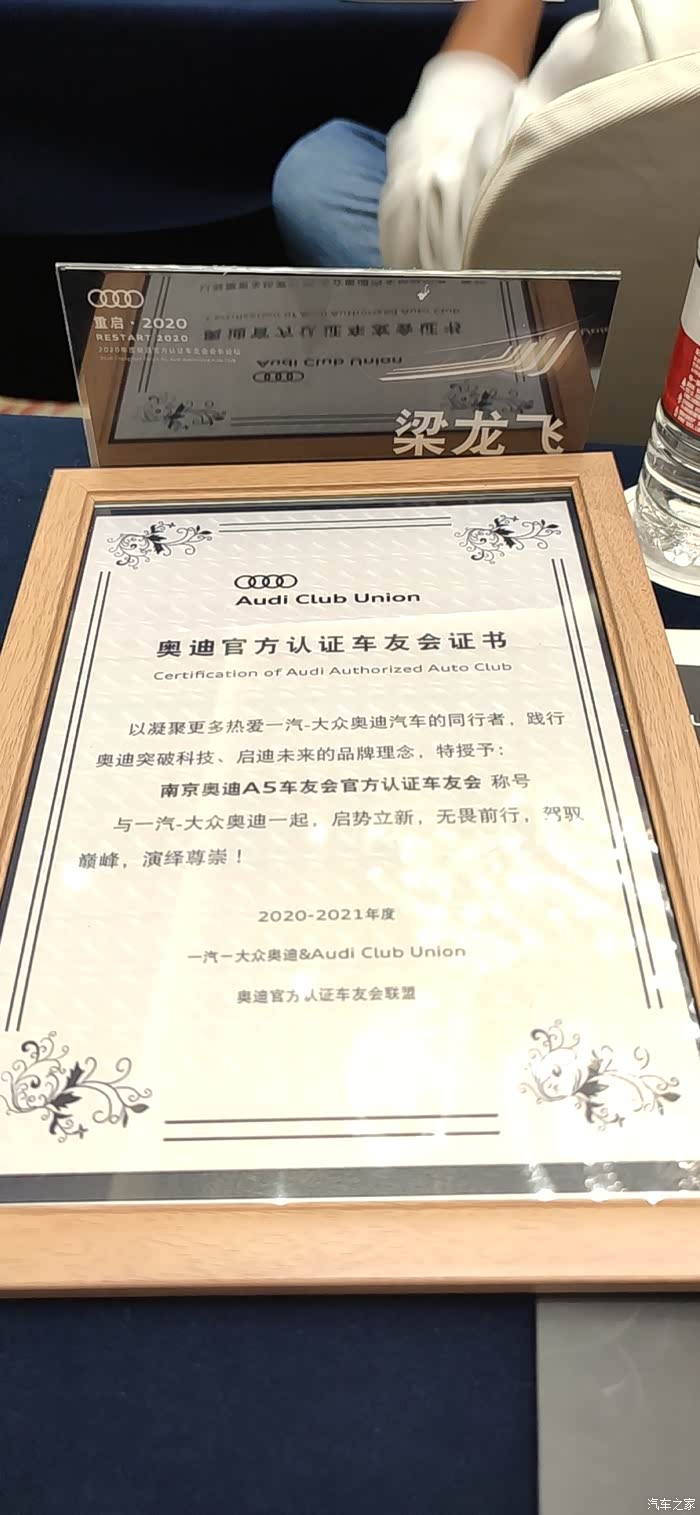 重启·2020
RESTART 2020
梁龙飞
Audi Club Union
奥迪官方认证车友会证书
Certification of Audi Authorized Auto Club
以凝聚更多热爱一汽-大众奥迪汽车的同行者，践行
奥迪突破科技、启迪未来的品牌理念，特授予：
南京奥迪A5车友会官方认证车友会 称号
与一汽-大众奥迪一起，启势立新，无畏前行，驾驭
巅峰，演绎尊崇！
2020-2021年度
一汽－大众奥迪&Audi Club Union
奥迪官方认证车友会联盟
汽车之家